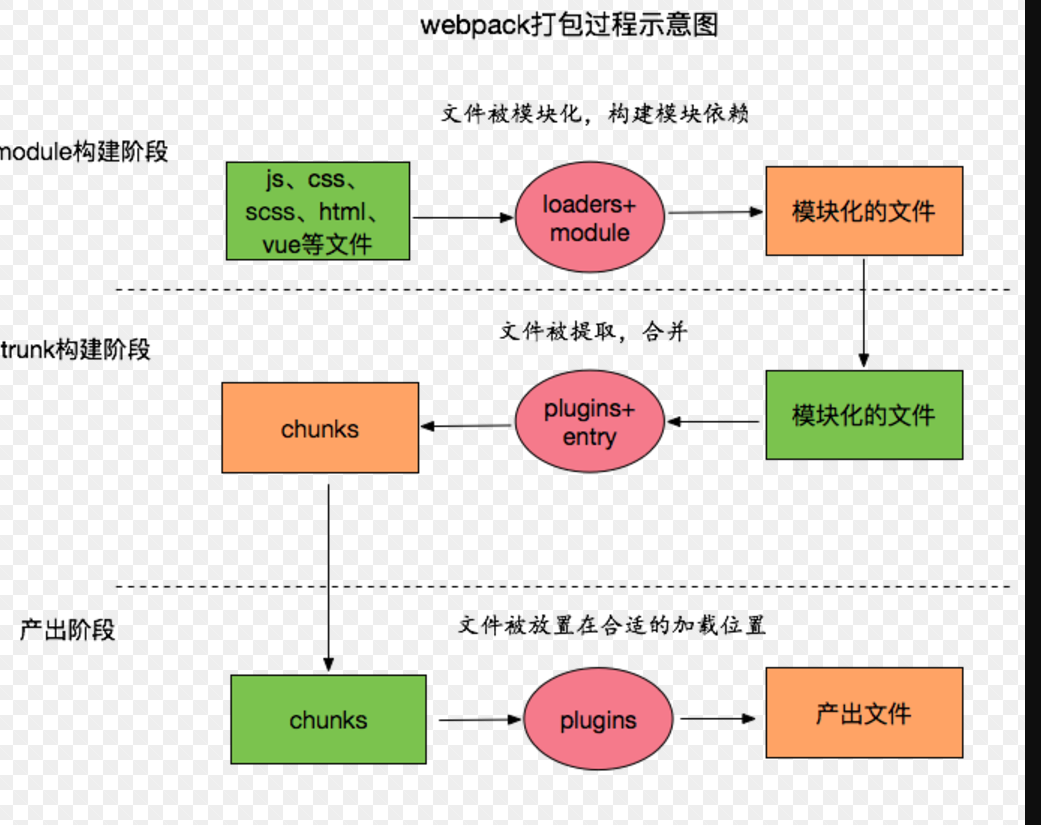 webpack打包过程示意图
文件被模块化，构建模块依赖
module构建阶段
js、css、
scss、html、
vue等文件
loaders+
module
模块化的文件
文件被提取，合并
trunk构建阶段
chunks
plugins+
entry
模块化的文件
文件被放置在合适的加载位置
产出阶段
chunks
plugins
产出文件